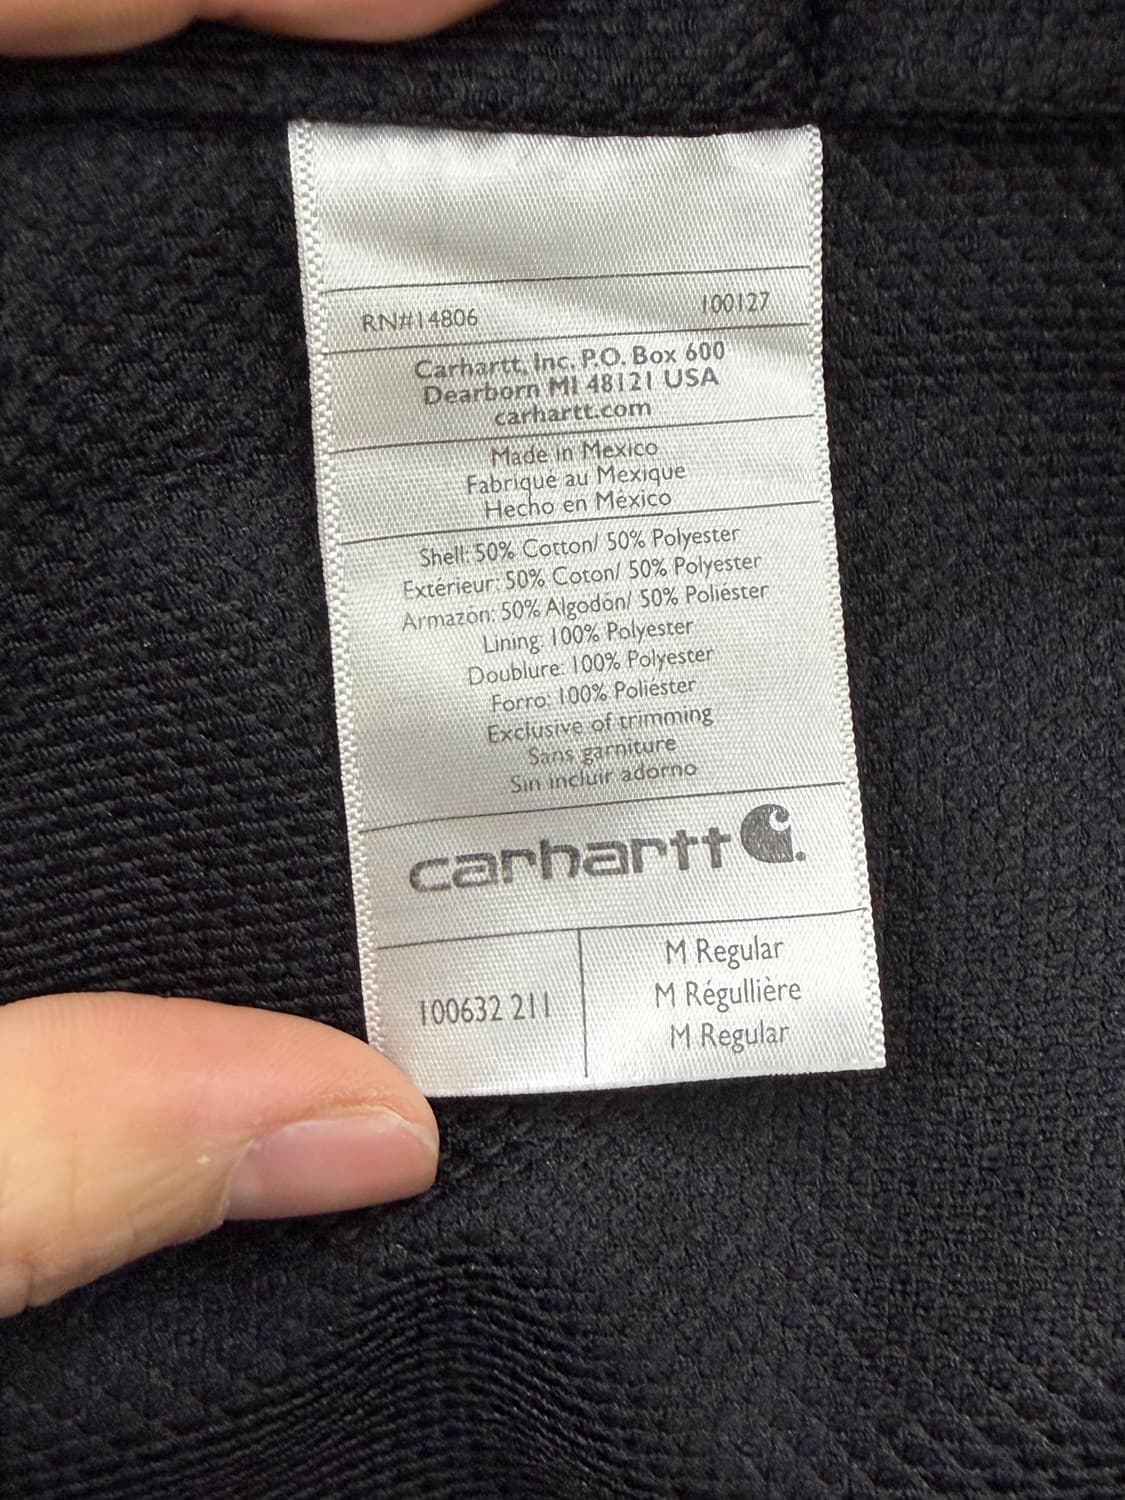 RN#14806 100127
Carhartt, Inc. P.O. Box 600
Dearborn MI 48121 USA
carhartt.com
Made in Mexico
Fabriqué au Mexique
Hecho en México
Shell: 50% Cotton/ 50% Polyester
Extérieur: 50% Coton/ 50% Polyester
Armazón: 50% Algodón/ 50% Poliéster
Lining: 100% Polyester
Doublure: 100% Polyester
Forro: 100% Poliéster
Exclusive of trimming
Sans garniture
Sin incluir adorno
carhartt
100632 211
M Regular
M Régullière
M Regular